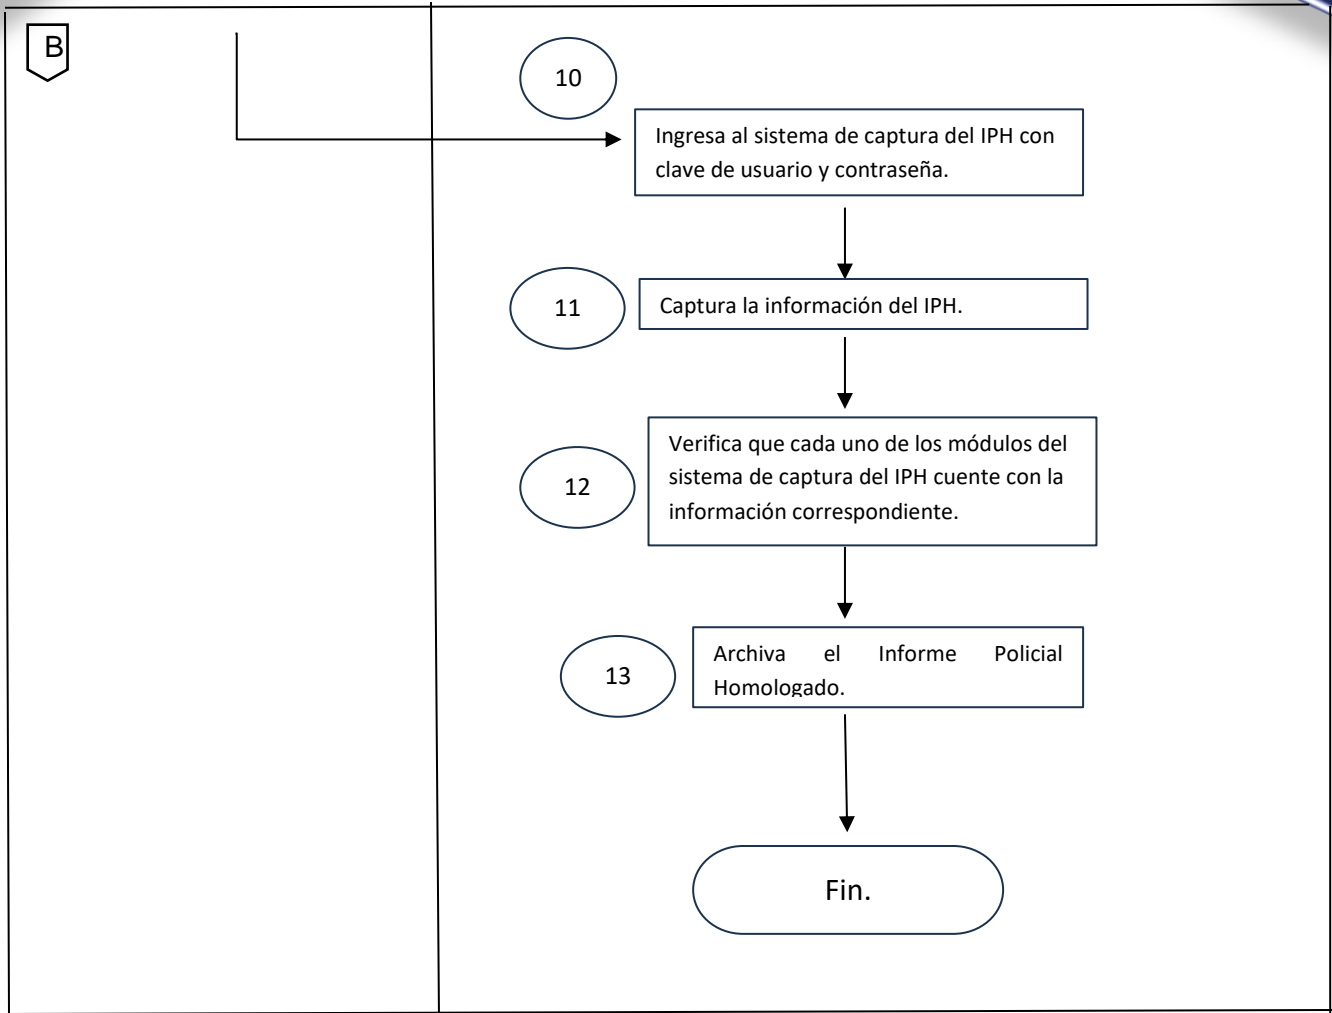 B
10
Ingresa al sistema de captura del IPH con
clave de usuario y contraseña.
11
Captura la información del IPH.
12
Verifica que cada uno de los módulos del
sistema de captura del IPH cuente con la
información correspondiente.
13
Archiva el Informe Policial
Homologado.
Fin.